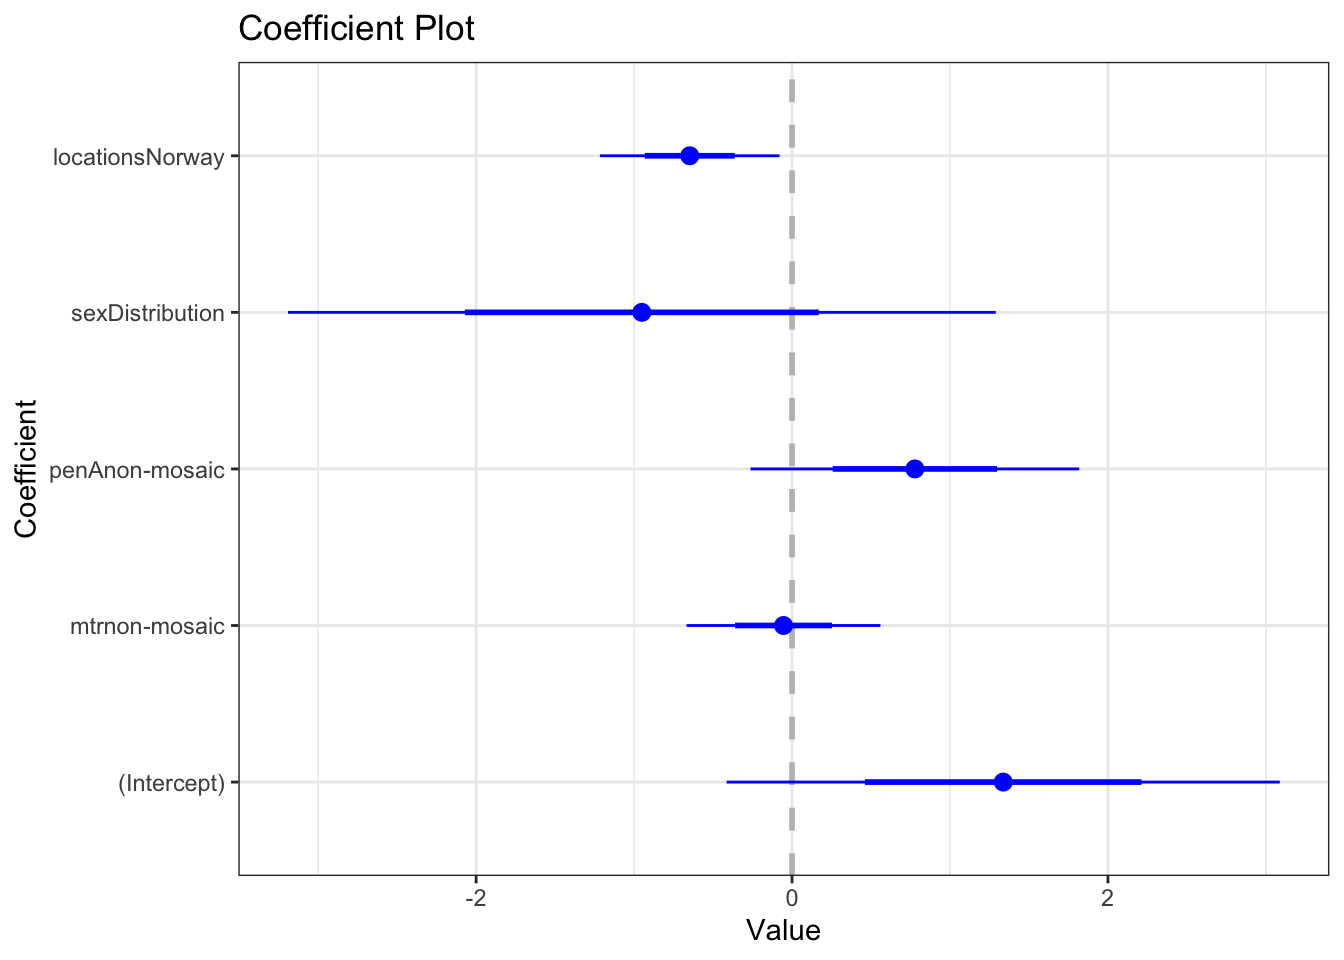 Coefficient Plot
locationsNorway
sexDistribution
penAnon-mosaic
mtrnon-mosaic
(Intercept)
Coefficient
-2
0
2
Value